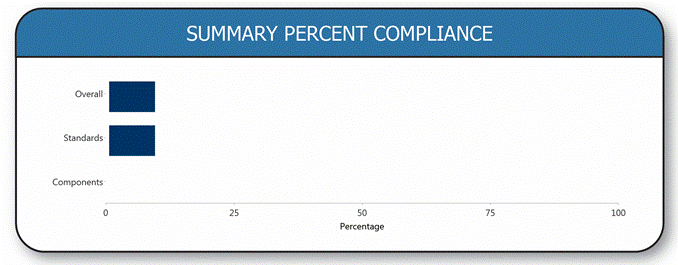 SUMMARY PERCENT COMPLIANCE
Overall
Standards
Components
0 25 50 75 100
Percentage